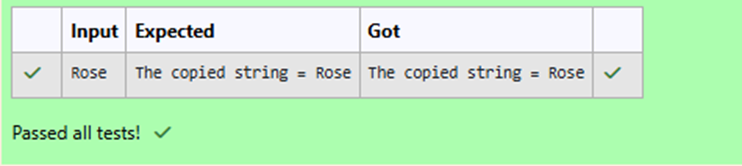 Input Expected Got
Rose The copied string = Rose The copied string = Rose
Passed all tests!